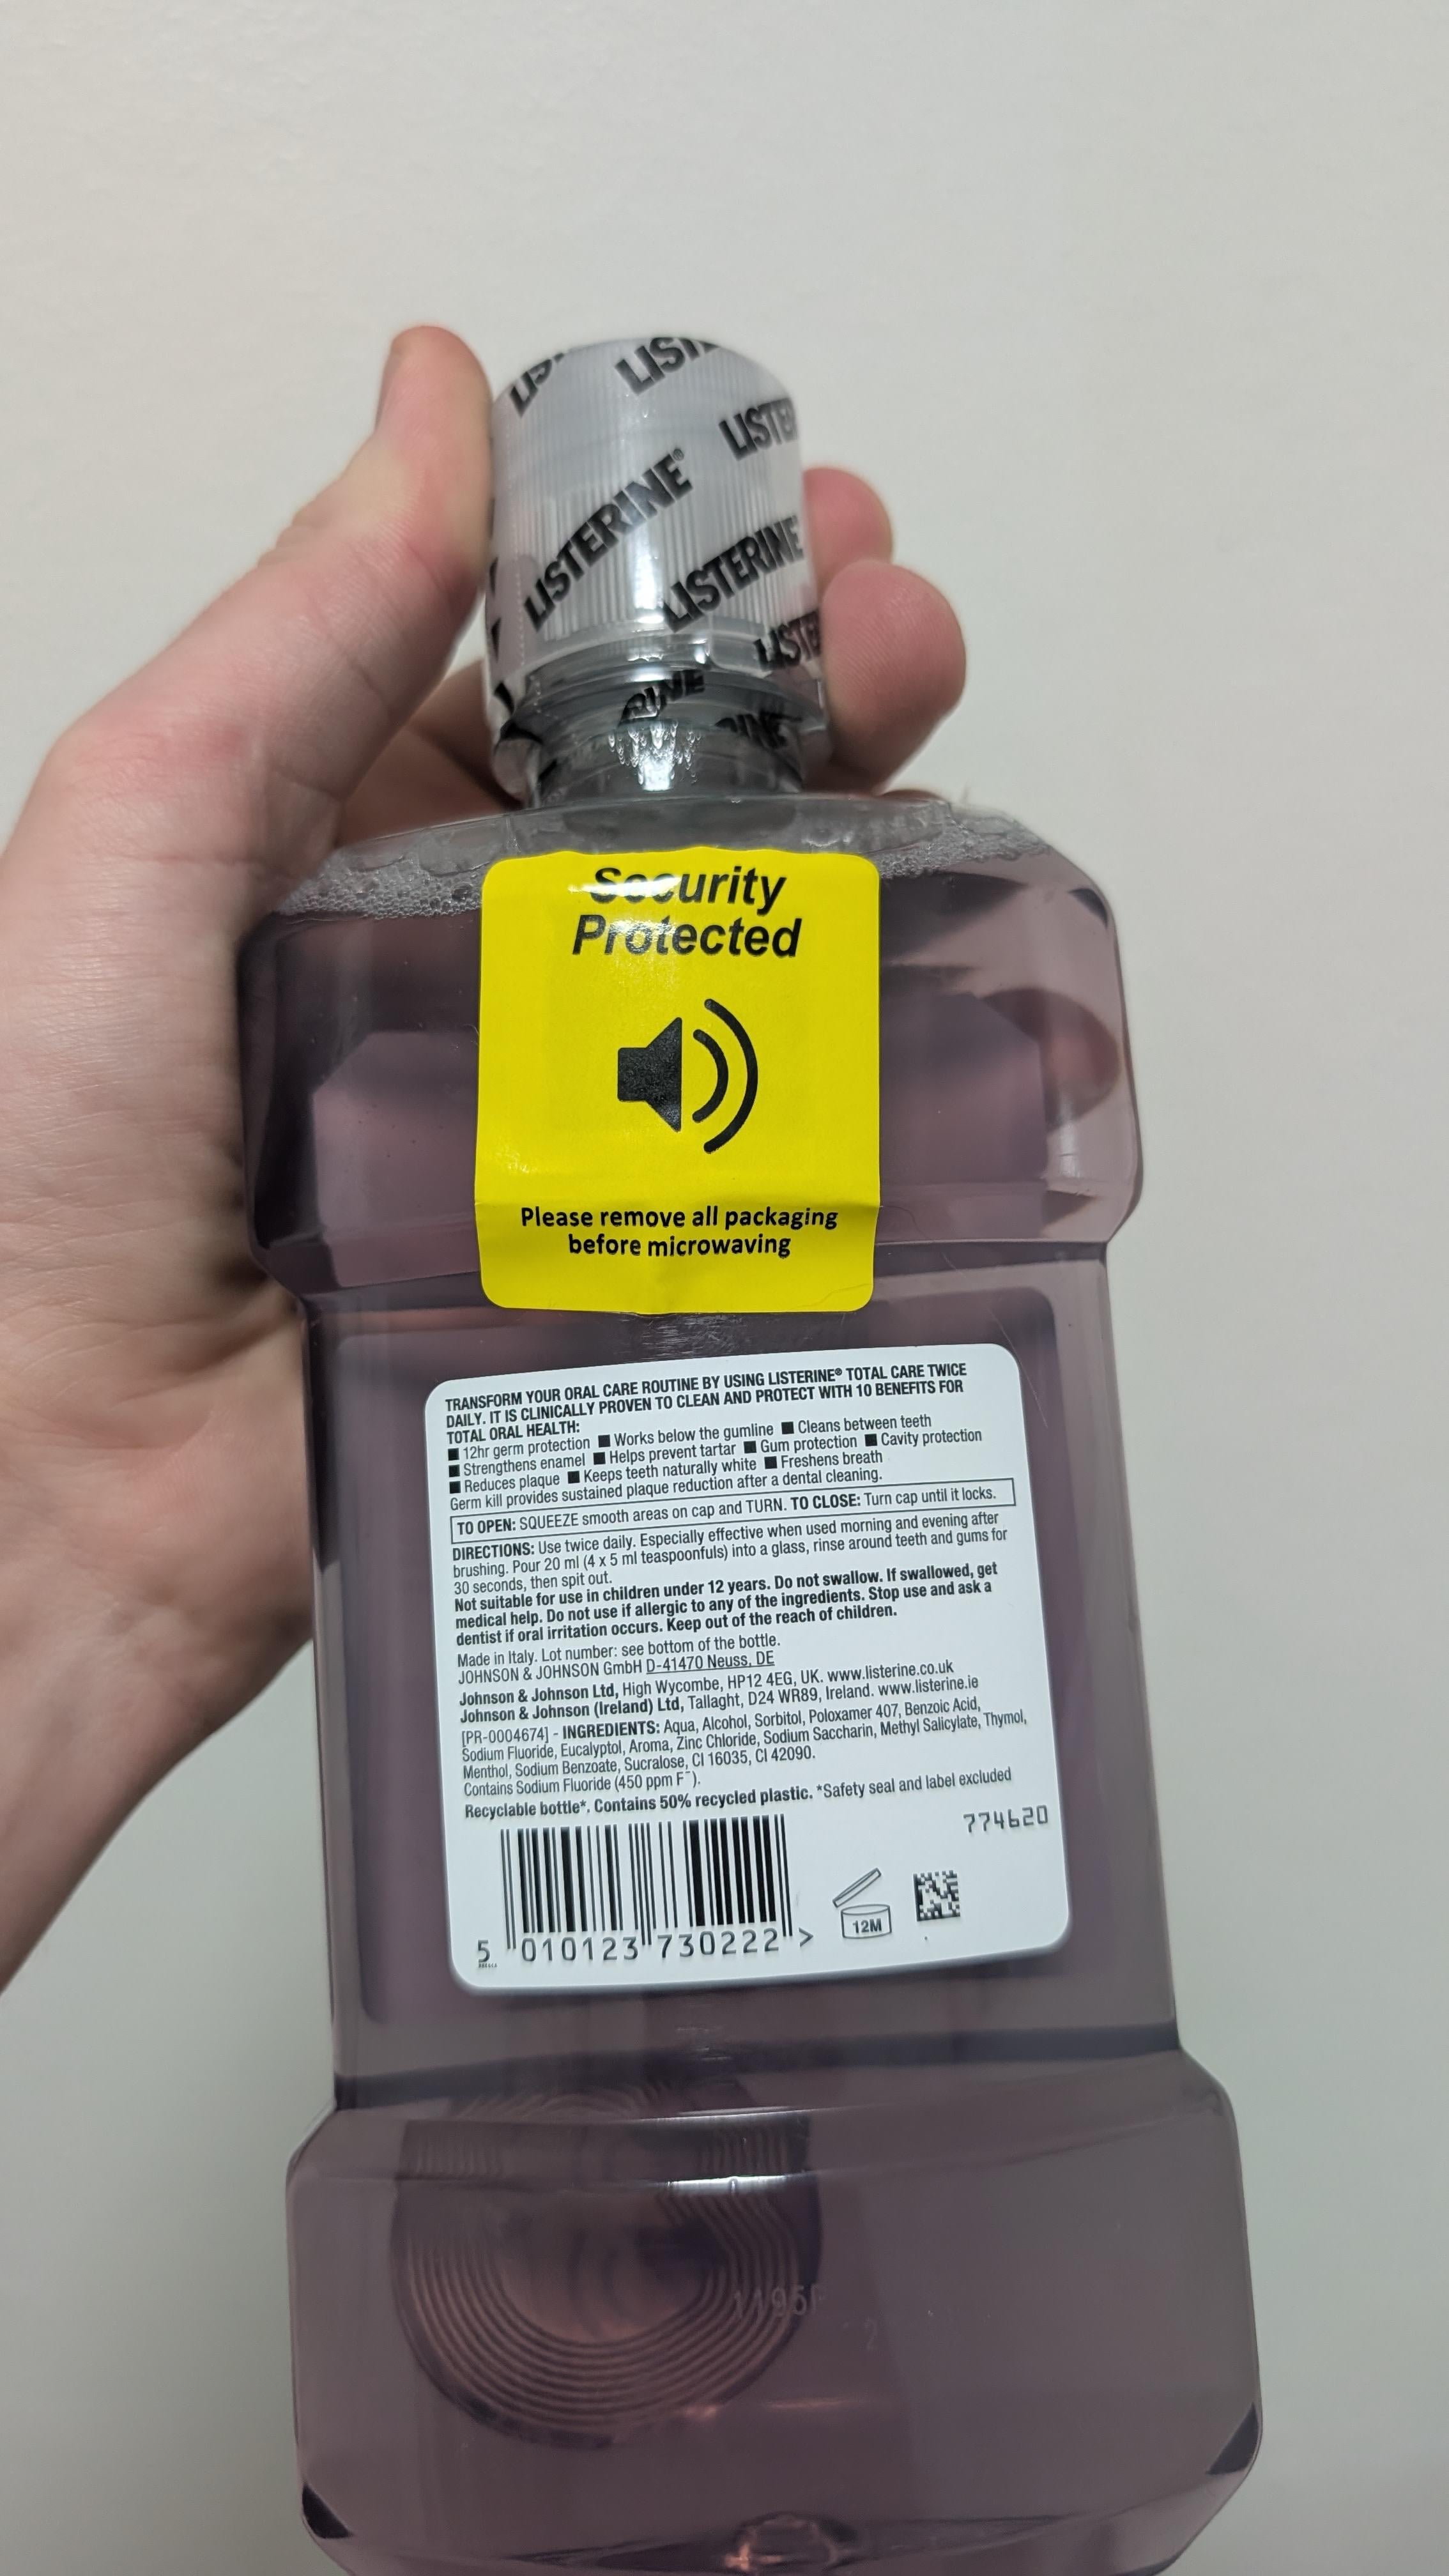 LISTERINE®
LISTERINE
Security
Protected
Please remove all packaging
before microwaving
TRANSFORM YOUR ORAL CARE ROUTINE BY USING LISTERINE® TOTAL CARE TWICE
DAILY. IT IS CLINICALLY PROVEN TO CLEAN AND PROTECT WITH 10 BENEFITS FOR
TOTAL ORAL HEALTH:
■ 12hr germ protection ■ Works below the gumline ■ Cleans between teeth
■ Strengthens enamel ■ Helps prevent tartar ■ Gum protection ■ Cavity protection
■ Reduces plaque ■ Keeps teeth naturally white ■ Freshens breath
Germ kill provides sustained plaque reduction after a dental cleaning.
TO OPEN: SQUEEZE smooth areas on cap and TURN. TO CLOSE: Turn cap until it locks.
DIRECTIONS: Use twice daily. Especially effective when used morning and evening after
brushing. Pour 20 ml (4 x 5 ml teaspoonfuls) into a glass, rinse around teeth and gums for
30 seconds, then spit out.
Not suitable for use in children under 12 years. Do not swallow. If swallowed, get
medical help. Do not use if allergic to any of the ingredients. Stop use and ask a
dentist if oral irritation occurs. Keep out of the reach of children.
Made in Italy. Lot number: see bottom of the bottle.
JOHNSON & JOHNSON GmbH D-41470 Neuss, DE
Johnson & Johnson Ltd, High Wycombe, HP12 4EG, UK. www.listerine.co.uk
Johnson & Johnson (Ireland) Ltd, Tallaght, D24 WR89, Ireland. www.listerine.ie
[PR-0004674] - INGREDIENTS: Aqua, Alcohol, Sorbitol, Poloxamer 407, Benzoic Acid,
Sodium Fluoride, Eucalyptol, Aroma, Zinc Chloride, Sodium Saccharin, Methyl Salicylate, Thymol,
Menthol, Sodium Benzoate, Sucralose, CI 16035, CI 42090.
Contains Sodium Fluoride (450 ppm F⁻).
Recyclable bottle*. Contains 50% recycled plastic. *Safety seal and label excluded
774620
12M
5 010123 730222 >